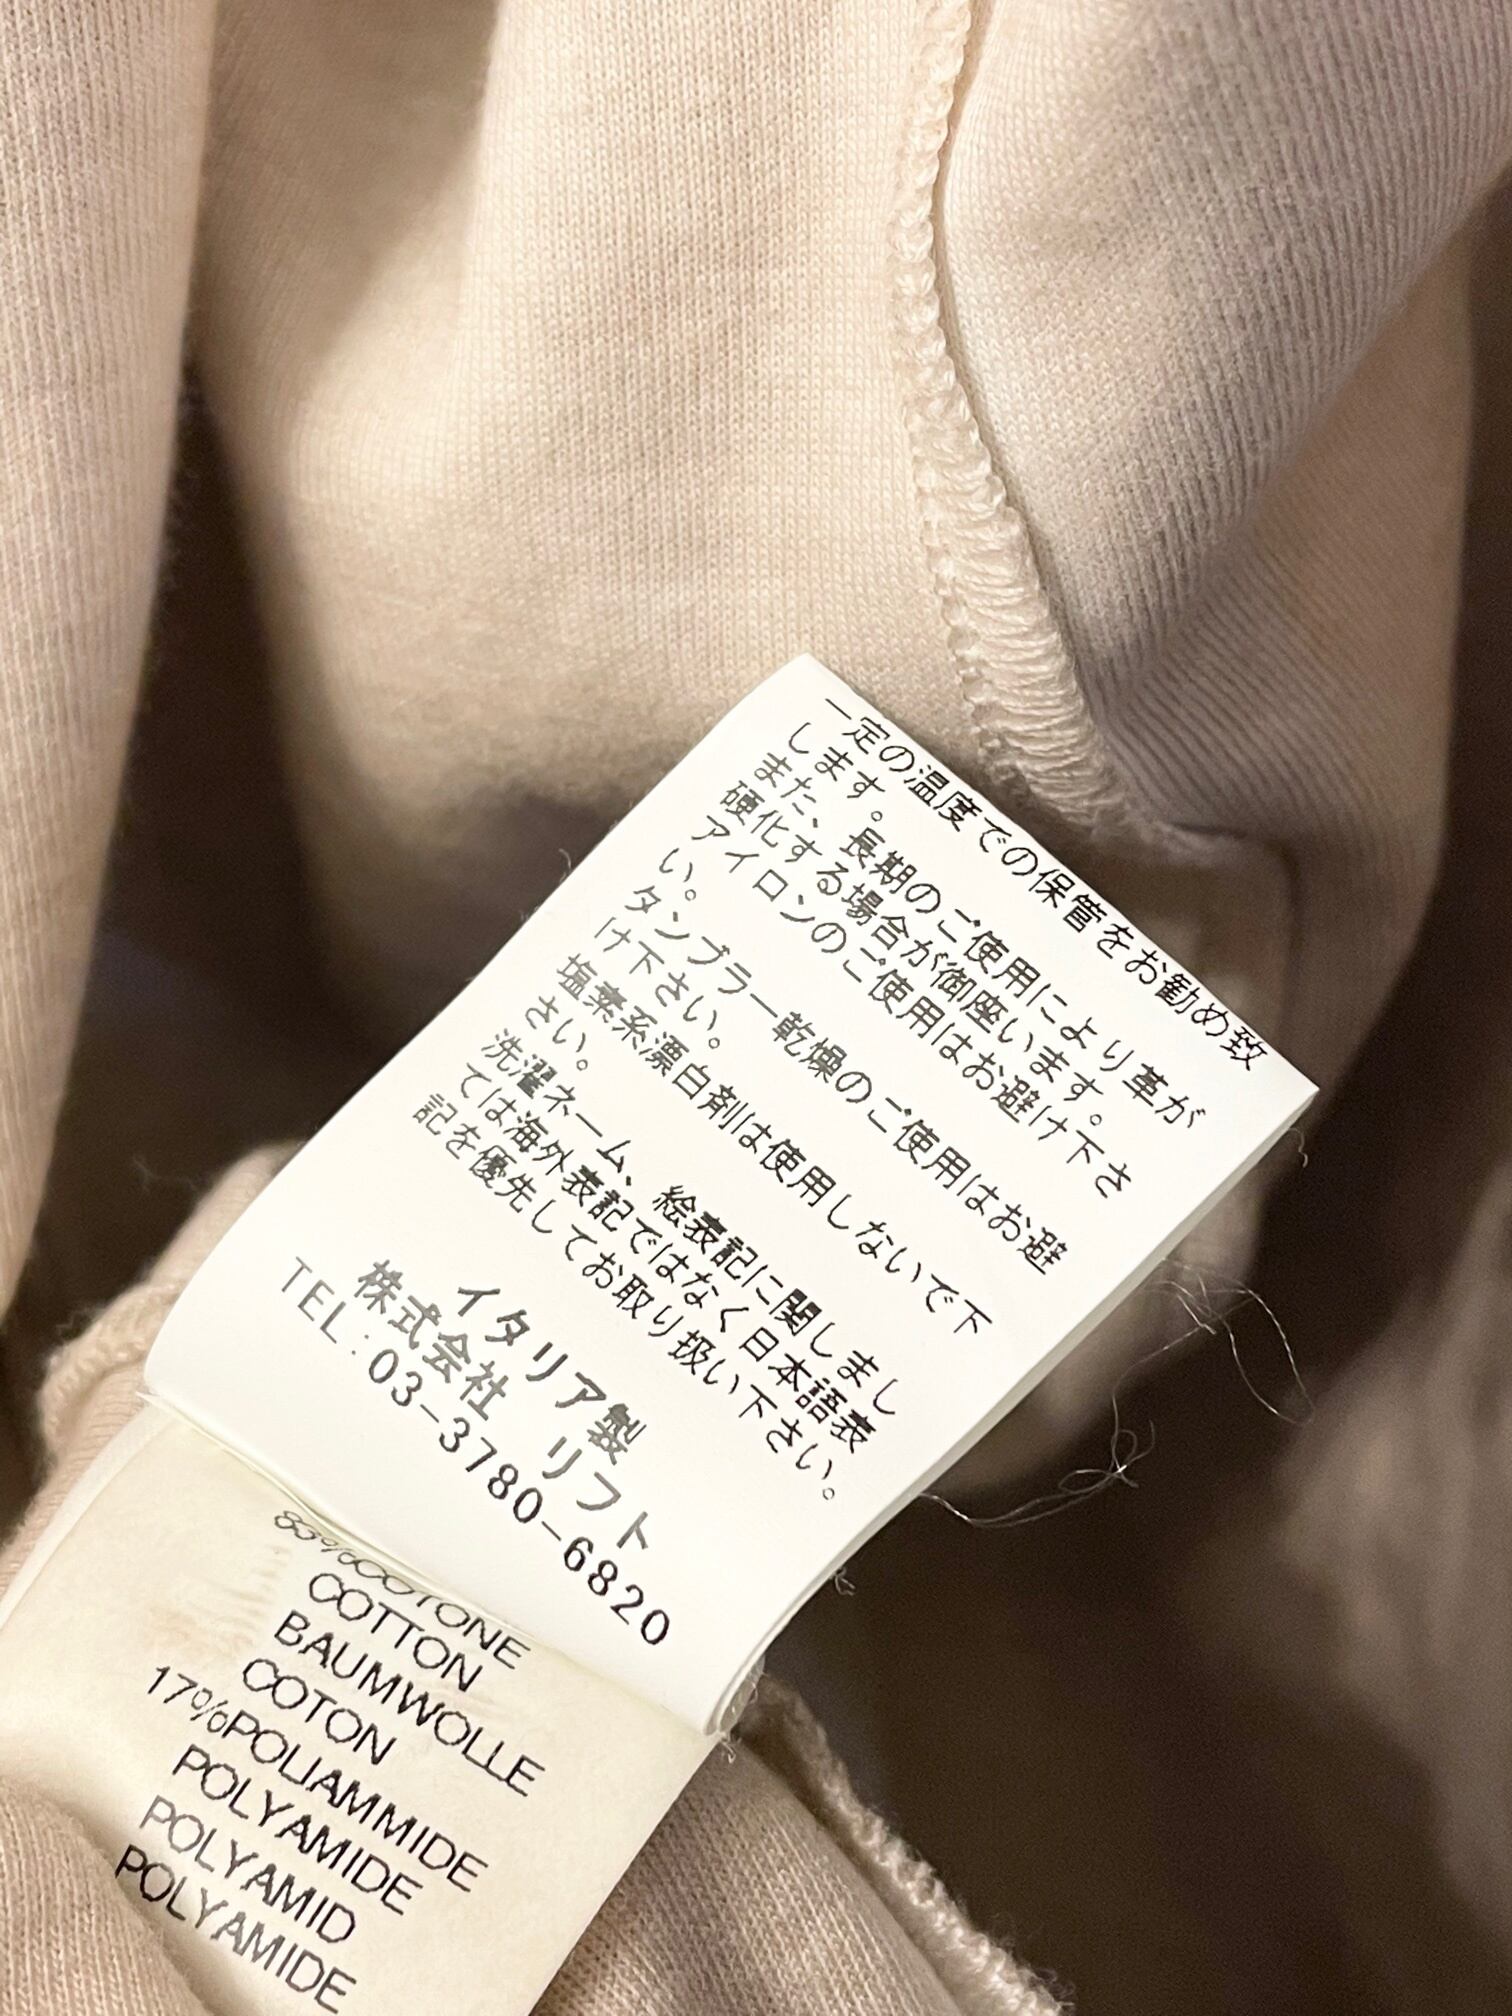 一定の温度での保管をお勧め致
します。
また、長期のご使用により革が
硬化する場合が御座います。
アイロンのご使用はお避け下さ
い。
タンブラー乾燥のご使用はお避
け下さい。
塩素系漂白剤は使用しないで下
さい。
洗濯ネーム、絵表記に関しまし
ては海外表記ではなく日本語表
記を優先してお取り扱い下さい。
イタリア製
株式会社 リフト
TEL:03-3780-6820
83%COTONE
COTTON
BAUMWOLLE
COTON
17%POLIAMMIDE
POLYAMIDE
POLYAMID
POLYAMIDE